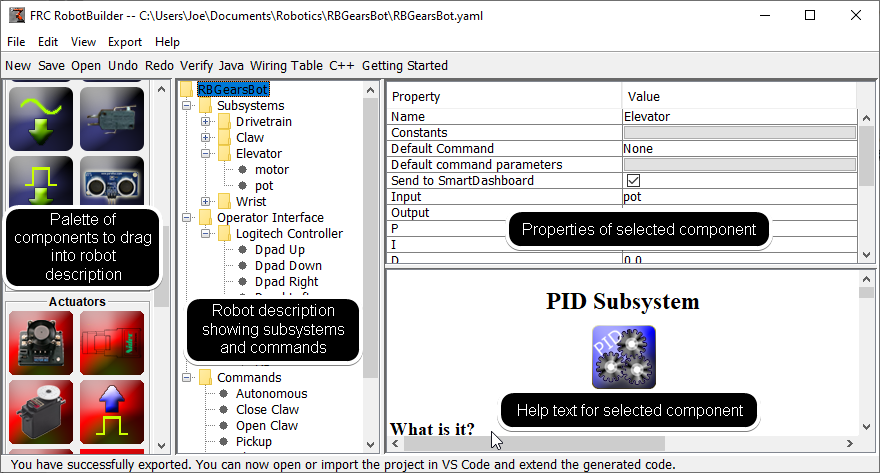 FRC RobotBuilder -- C:\Users\Joe\Documents\Robotics\RBGearsBot\RBGearsBot.yaml
File Edit View Export Help
New Save Open Undo Redo Verify Java Wiring Table C++ Getting Started
Palette of
components to drag
into robot
description
Actuators
RBGearsBot
Subsystems
Drivetrain
Claw
Elevator
motor
pot
Wrist
Operator Interface
Logitech Controller
Dpad Up
Dpad Down
Dpad Right
Robot description
showing subsystems
and commands
Commands
Autonomous
Close Claw
Open Claw
Pickup
Property Value
Name Elevator
Constants
Default Command None
Default command parameters
Send to SmartDashboard
Input pot
Output
P
I
D 0.0
Properties of selected component
PID Subsystem
PID
Help text for selected component
What is it?
You have successfully exported. You can now open or import the project in VS Code and extend the generated code.